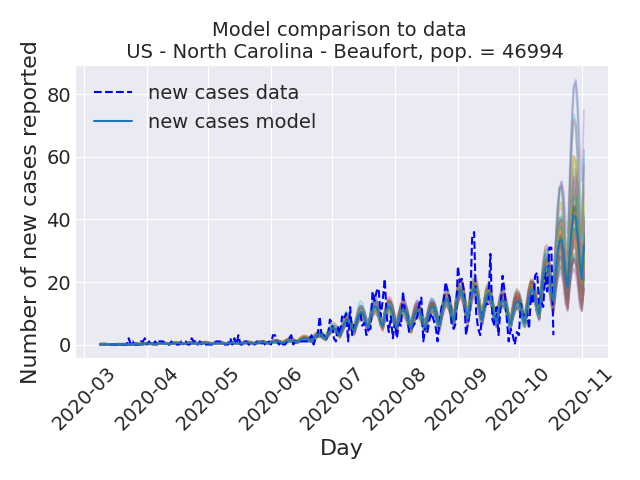 Model comparison to data
US - North Carolina - Beaufort, pop. = 46994
Number of new cases reported
80
60
40
20
0
new cases data
new cases model
2020-03
2020-04
2020-05
2020-06
2020-07
2020-08
2020-09
2020-10
2020-11
Day